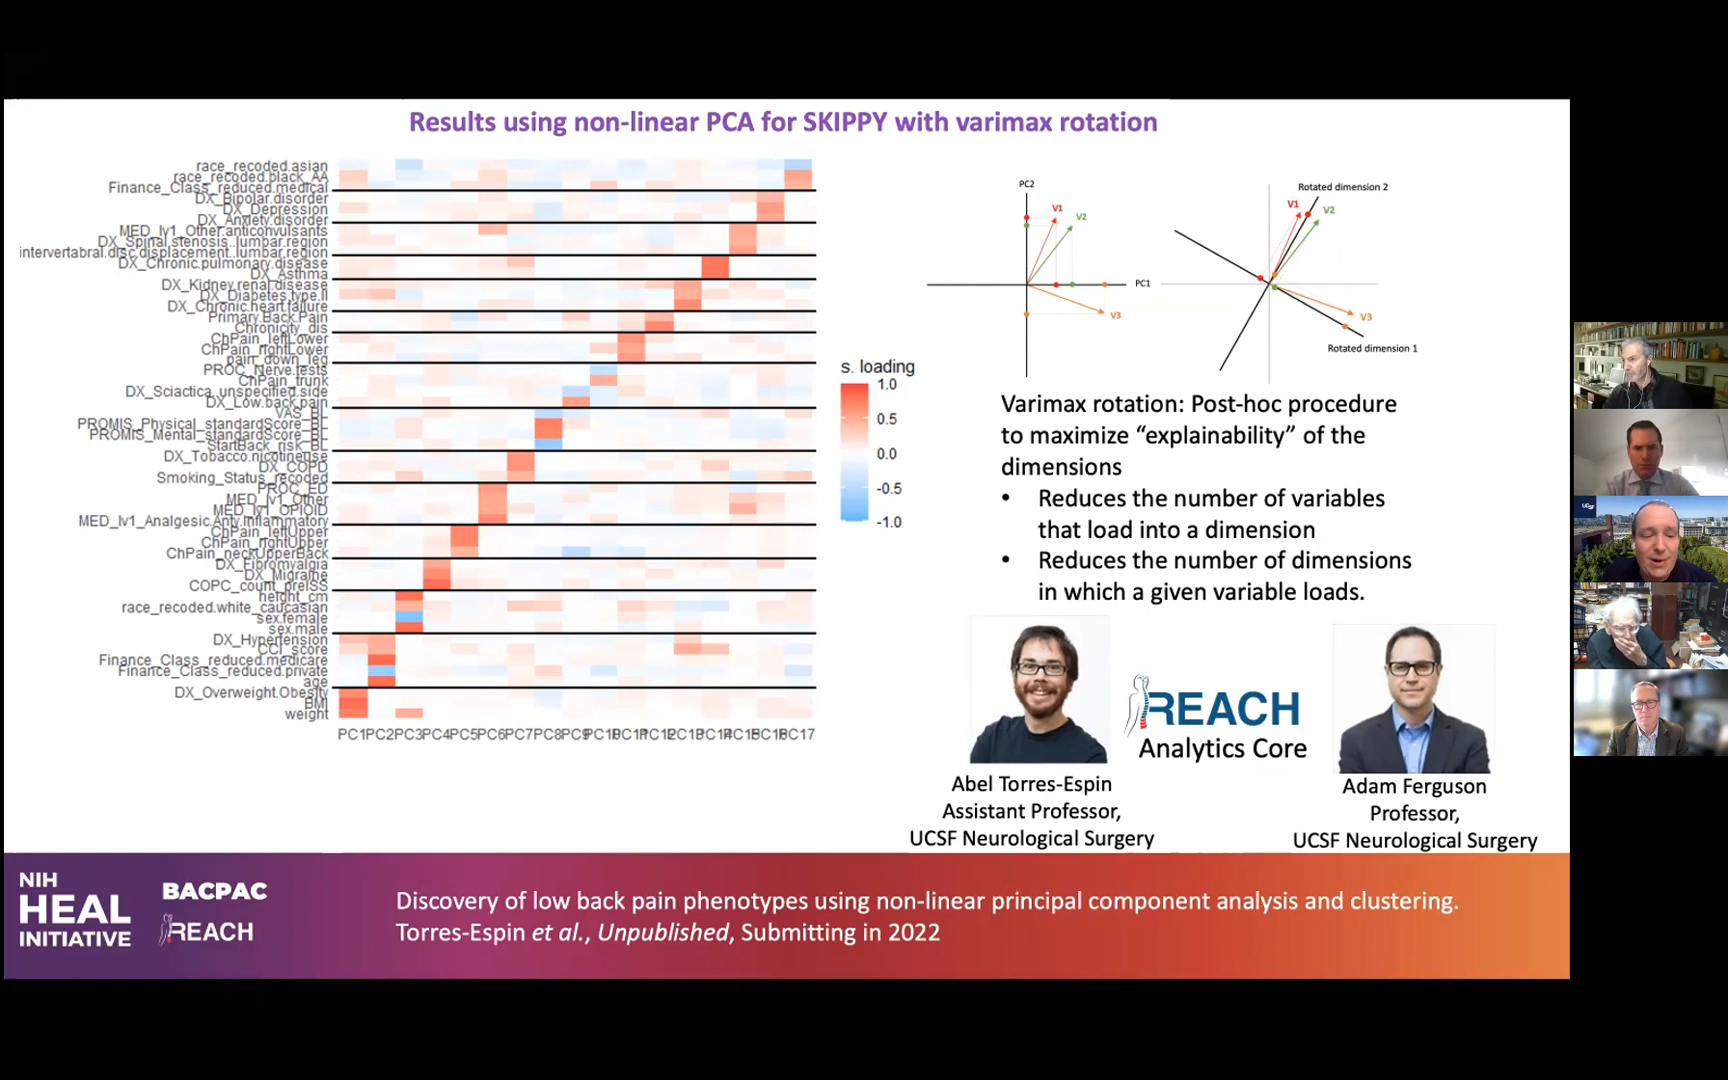 Results using non-linear PCA for SKIPPY with varimax rotation
race_recoded.asian
race_recoded.black_AA
Finance_Class_reduced.medical
DX_Bipolar.disorder
DX_Depression
DX_Anxiety.disorder
MED_lv1_Other.anticonvulsants
DX_Spinal.stenosis..lumbar.region
intervertabral.disc.displacement..lumbar.region
DX_Chronic.pulmonary.disease
DX_Asthma
DX_Kidney.renal.disease
DX_Diabetes.type.II
DX_Chronic.heart.failure
Primary.Back.Pain
Chronicity_dis
ChPain_leftLower
ChPain_rightLower
pain_down_leg
PROC_Nerve.tests
ChPain_trunk
DX_Sciactica_unspecified.side
DX_Low.back.pain
VAS_BL
PROMIS_Physical_standardScore_BL
PROMIS_Mental_standardScore_BL
StartBack_risk_BL
DX_Tobacco.nicotineuse
DX_COPD
Smoking_Status_recoded
PROC_ED
MED_lv1_Other
MED_lv1_OPIOID
MED_lv1_Analgesic.Anty.Inflammatory
ChPain_leftUpper
ChPain_rightUpper
ChPain_neckUpperBack
DX_Fibromyalgia
DX_Migraine
COPC_count_preISS
height_cm
race_recoded.white_caucasian
sex.female
sex.male
DX_Hypertension
CCI_score
Finance_Class_reduced.medicare
Finance_Class_reduced.private
age
DX_Overweight.Obesity
BMI
weight
PC1 PC2 PC3 PC4 PC5 PC6 PC7 PC8 PC9 PC10 PC11 PC12 PC13 PC14 PC15 PC16 PC17
s. loading
1.0
0.5
0.0
-0.5
-1.0
PC2
V1
V2
PC1
V3
Rotated dimension 2
V1
V2
V3
Rotated dimension 1
Varimax rotation: Post-hoc procedure
to maximize “explainability” of the
dimensions
• Reduces the number of variables
that load into a dimension
• Reduces the number of dimensions
in which a given variable loads.
REACH
Analytics Core
Abel Torres-Espin
Assistant Professor,
UCSF Neurological Surgery
Adam Ferguson
Professor,
UCSF Neurological Surgery
NIH
HEAL
INITIATIVE
BACPAC
REACH
Discovery of low back pain phenotypes using non-linear principal component analysis and clustering.
Torres-Espin et al., Unpublished, Submitting in 2022
UCSF